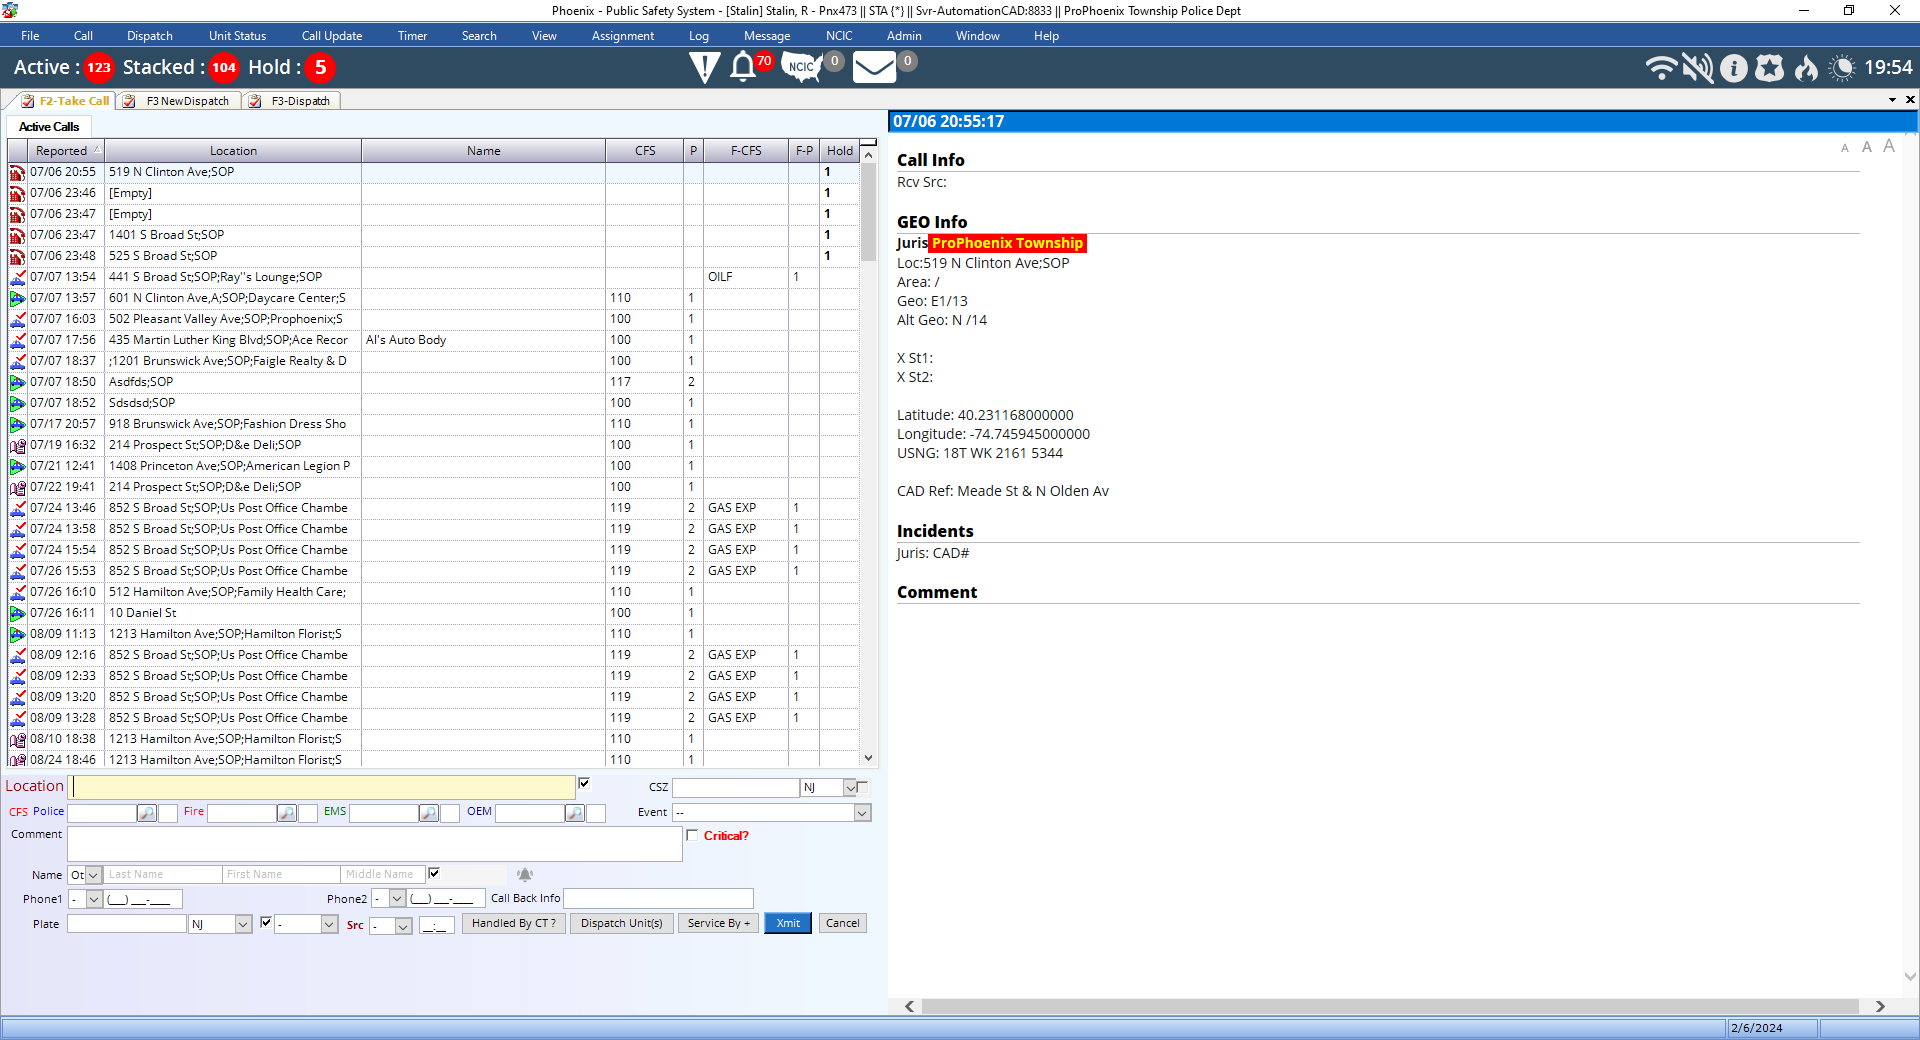 Phoenix - Public Safety System - [Stalin] Stalin, R - Pnx473 || STA {*} || Svr-AutomationCAD:8833 || ProPhoenix Township Police Dept
File Call Dispatch Unit Status Call Update Timer Search View Assignment Log Message NCIC Admin Window Help
Active : 123 Stacked : 104 Hold : 5 70 NCIC 0 0 19:54
F2-Take Call F3 NewDispatch F3-Dispatch
Active Calls
Reported Location Name CFS P F-CFS F-P Hold
07/06 20:55 519 N Clinton Ave;SOP 1
07/06 23:46 [Empty] 1
07/06 23:47 [Empty] 1
07/06 23:47 1401 S Broad St;SOP 1
07/06 23:48 525 S Broad St;SOP 1
07/07 13:54 441 S Broad St;SOP;Ray''s Lounge;SOP OILF 1
07/07 13:57 601 N Clinton Ave,A;SOP;Daycare Center;S 110 1
07/07 16:03 502 Pleasant Valley Ave;SOP;Prophoenix;S 100 1
07/07 17:56 435 Martin Luther King Blvd;SOP;Ace Recor Al's Auto Body 100 1
07/07 18:37 ;1201 Brunswick Ave;SOP;Faigle Realty & D 100 1
07/07 18:50 Asdfds;SOP 117 2
07/07 18:52 Sdsdsd;SOP 100 1
07/17 20:57 918 Brunswick Ave;SOP;Fashion Dress Sho 110 1
07/19 16:32 214 Prospect St;SOP;D&e Deli;SOP 100 1
07/21 12:41 1408 Princeton Ave;SOP;American Legion P 110 1
07/22 19:41 214 Prospect St;SOP;D&e Deli;SOP 100 1
07/24 13:46 852 S Broad St;SOP;Us Post Office Chambe 119 2 GAS EXP 1
07/24 13:58 852 S Broad St;SOP;Us Post Office Chambe 119 2 GAS EXP 1
07/24 15:54 852 S Broad St;SOP;Us Post Office Chambe 119 2 GAS EXP 1
07/26 15:53 852 S Broad St;SOP;Us Post Office Chambe 119 2 GAS EXP 1
07/26 16:10 512 Hamilton Ave;SOP;Family Health Care; 110 1
07/26 16:11 10 Daniel St 100 1
08/09 11:13 1213 Hamilton Ave;SOP;Hamilton Florist;S 110 1
08/09 12:16 852 S Broad St;SOP;Us Post Office Chambe 119 2 GAS EXP 1
08/09 12:33 852 S Broad St;SOP;Us Post Office Chambe 119 2 GAS EXP 1
08/09 13:20 852 S Broad St;SOP;Us Post Office Chambe 119 2 GAS EXP 1
08/09 13:28 852 S Broad St;SOP;Us Post Office Chambe 119 2 GAS EXP 1
08/10 18:38 1213 Hamilton Ave;SOP;Hamilton Florist;S 110 1
08/24 18:46 1213 Hamilton Ave;SOP;Hamilton Florist;S 110 1
Location CSZ NJ
CFS Police Fire EMS OEM Event --
Comment Critical?
Name Ot Last Name First Name Middle Name
Phone1 - (___) ___-____ Phone2 - (___) ___-____ Call Back Info
Plate NJ - Src - __:__ Handled By CT ? Dispatch Unit(s) Service By + Xmit Cancel
07/06 20:55:17
A A A
Call Info
Rcv Src:
GEO Info
Juris ProPhoenix Township
Loc:519 N Clinton Ave;SOP
Area: /
Geo: E1/13
Alt Geo: N /14
X St1:
X St2:
Latitude: 40.231168000000
Longitude: -74.745945000000
USNG: 18T WK 2161 5344
CAD Ref: Meade St & N Olden Av
Incidents
Juris: CAD#
Comment
2/6/2024